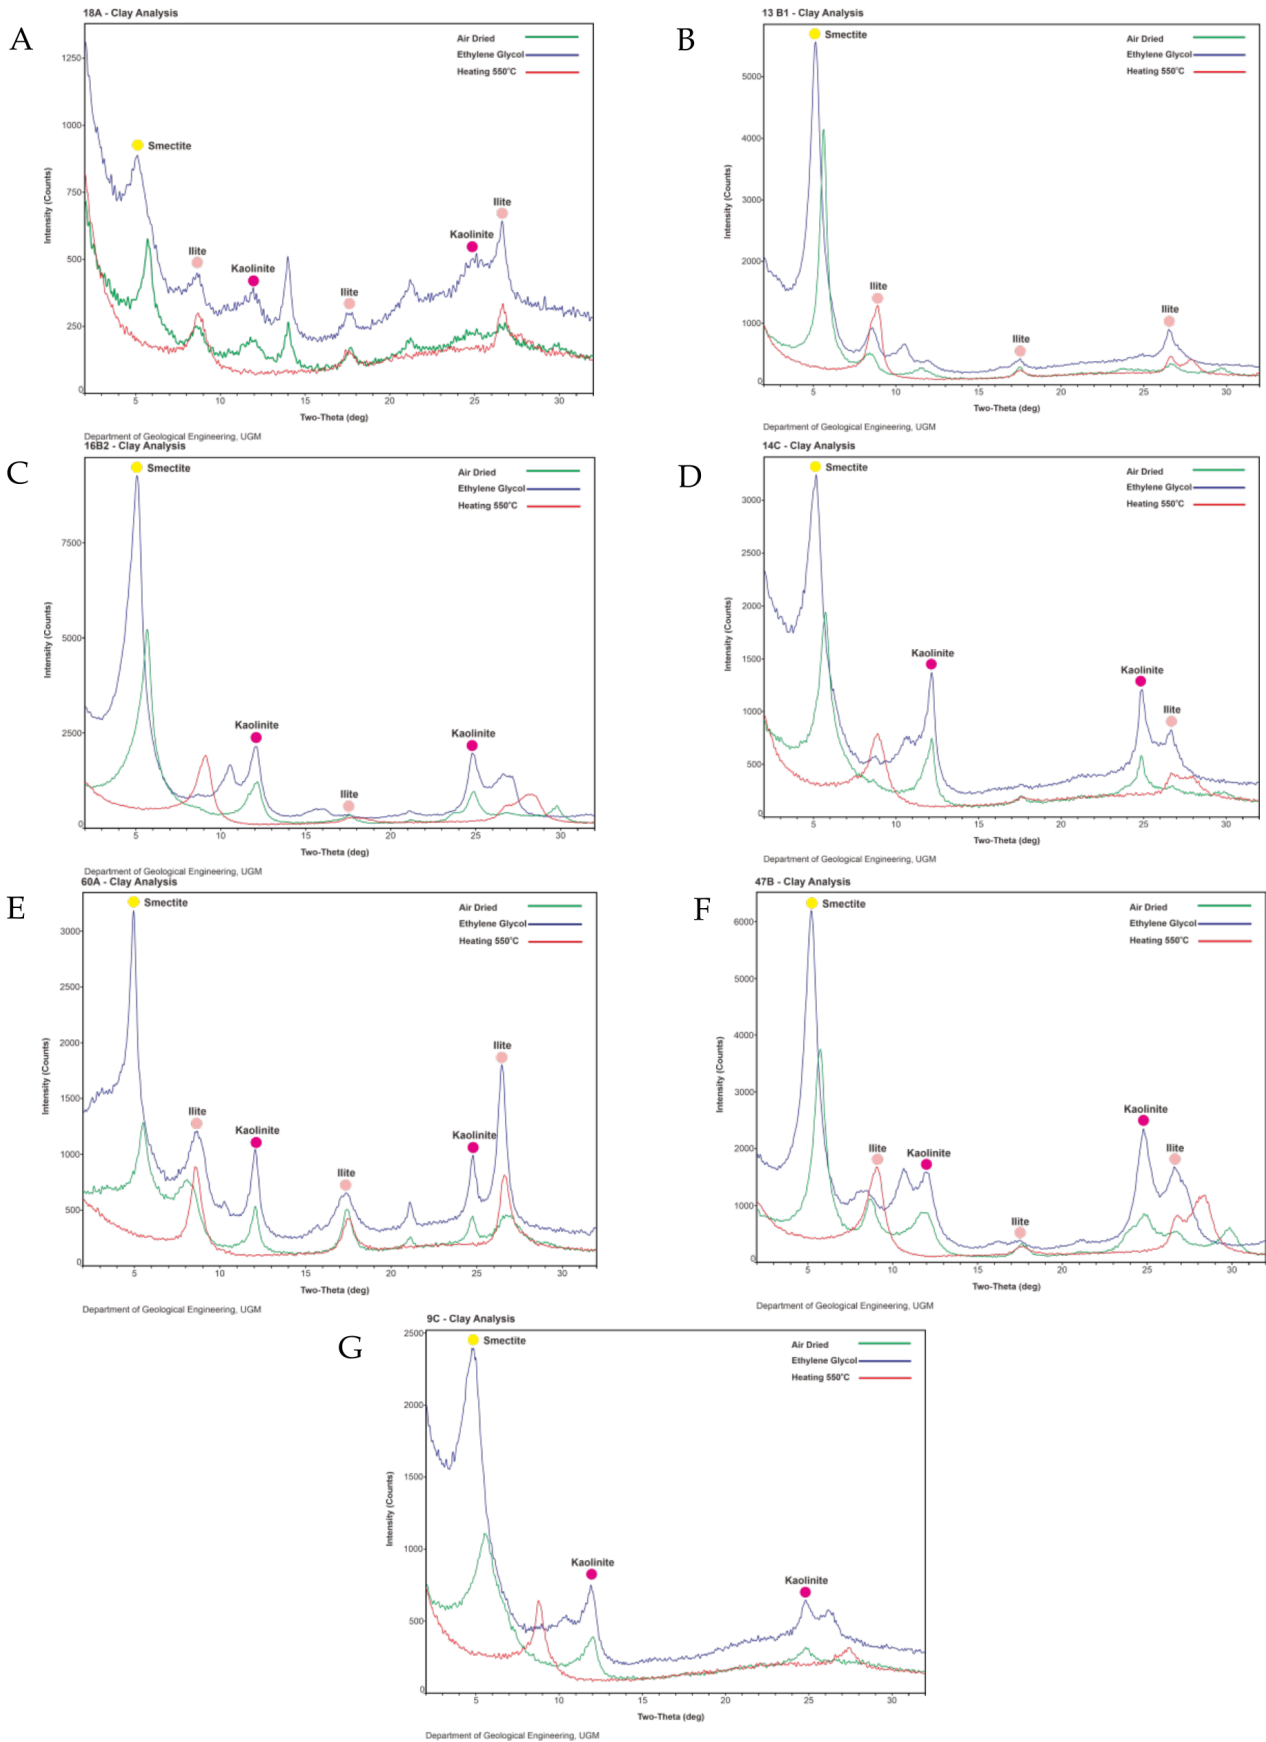 A
18A - Clay Analysis
Air Dried
Ethylene Glycol
Heating 550°C
Smectite
Ilite
Kaolinite
Ilite
Kaolinite
Ilite
Intensity (Counts)
1250
1000
750
500
250
0
5 10 15 20 25 30
Two-Theta (deg)
Department of Geological Engineering, UGM
B
13 B1 - Clay Analysis
Air Dried
Ethylene Glycol
Heating 550°C
Smectite
Ilite
Ilite
Ilite
Intensity (Counts)
5000
4000
3000
2000
1000
0
5 10 15 20 25 30
Two-Theta (deg)
Department of Geological Engineering, UGM
C
16B2 - Clay Analysis
Air Dried
Ethylene Glycol
Heating 550°C
Smectite
Kaolinite
Ilite
Kaolinite
Intensity (Counts)
7500
5000
2500
0
5 10 15 20 25 30
Two-Theta (deg)
Department of Geological Engineering, UGM
D
14C - Clay Analysis
Air Dried
Ethylene Glycol
Heating 550°C
Smectite
Kaolinite
Kaolinite
Ilite
Intensity (Counts)
3000
2500
2000
1500
1000
500
5 10 15 20 25 30
Two-Theta (deg)
Department of Geological Engineering, UGM
E
60A - Clay Analysis
Air Dried
Ethylene Glycol
Heating 550°C
Smectite
Ilite
Kaolinite
Ilite
Kaolinite
Ilite
Intensity (Counts)
3000
2500
2000
1500
1000
500
0
5 10 15 20 25 30
Two-Theta (deg)
Department of Geological Engineering, UGM
F
47B - Clay Analysis
Air Dried
Ethylene Glycol
Heating 550°C
Smectite
Ilite
Kaolinite
Ilite
Kaolinite
Ilite
Intensity (Counts)
6000
5000
4000
3000
2000
1000
0
5 10 15 20 25 30
Two-Theta (deg)
Department of Geological Engineering, UGM
G
9C - Clay Analysis
Air Dried
Ethylene Glycol
Heating 550°C
Smectite
Kaolinite
Kaolinite
Intensity (Counts)
2500
2000
1500
1000
500
0
5 10 15 20 25 30
Two-Theta (deg)
Department of Geological Engineering, UGM